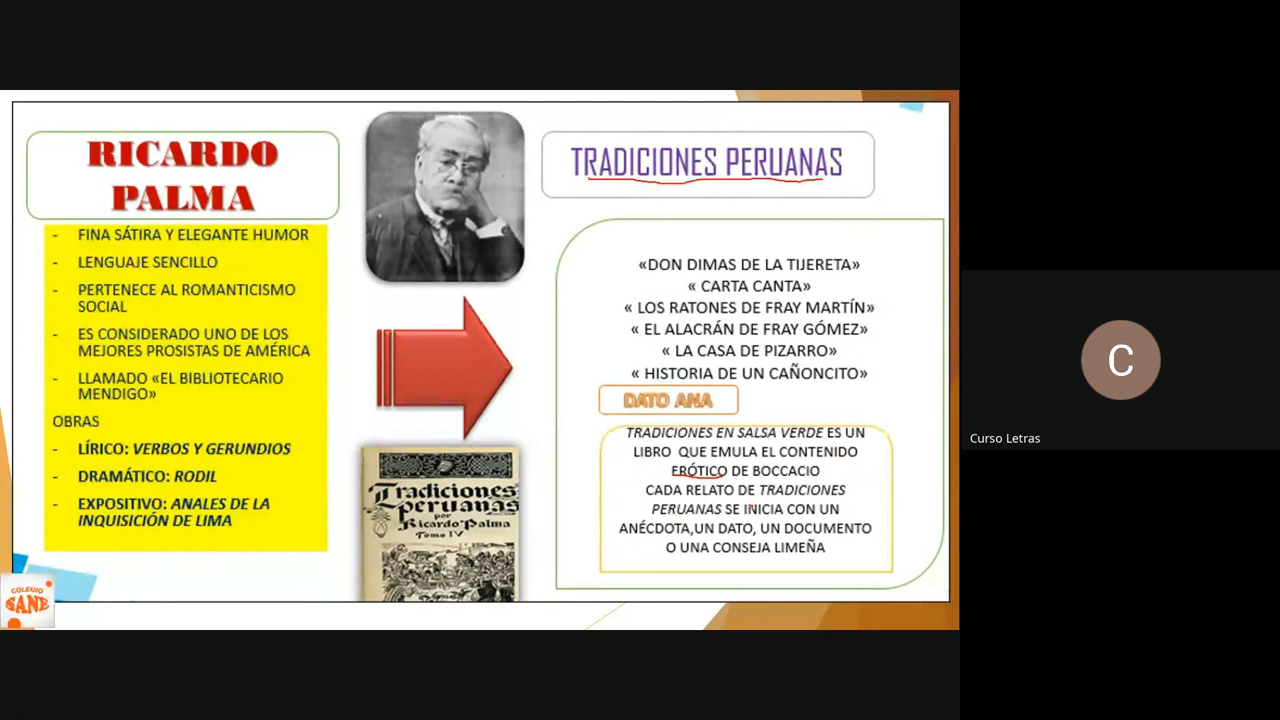 RICARDO
PALMA
- FINA SÁTIRA Y ELEGANTE HUMOR
- LENGUAJE SENCILLO
- PERTENECE AL ROMANTICISMO
SOCIAL
- ES CONSIDERADO UNO DE LOS
MEJORES PROSISTAS DE AMÉRICA
- LLAMADO «EL BIBLIOTECARIO
MENDIGO»
OBRAS
- LÍRICO: VERBOS Y GERUNDIOS
- DRAMÁTICO: RODIL
- EXPOSITIVO: ANALES DE LA
INQUISICIÓN DE LIMA
COLEGIO
SANE
Tradiciones
peruanas
por
Ricardo Palma
Tomo IV
TRADICIONES PERUANAS
«DON DIMAS DE LA TIJERETA»
« CARTA CANTA»
« LOS RATONES DE FRAY MARTÍN»
« EL ALACRÁN DE FRAY GÓMEZ»
« LA CASA DE PIZARRO»
« HISTORIA DE UN CAÑONCITO»
DATO ANA
TRADICIONES EN SALSA VERDE ES UN
LIBRO QUE EMULA EL CONTENIDO
ERÓTICO DE BOCCACIO
CADA RELATO DE TRADICIONES
PERUANAS SE INICIA CON UN
ANÉCDOTA,UN DATO, UN DOCUMENTO
O UNA CONSEJA LIMEÑA
C
Curso Letras